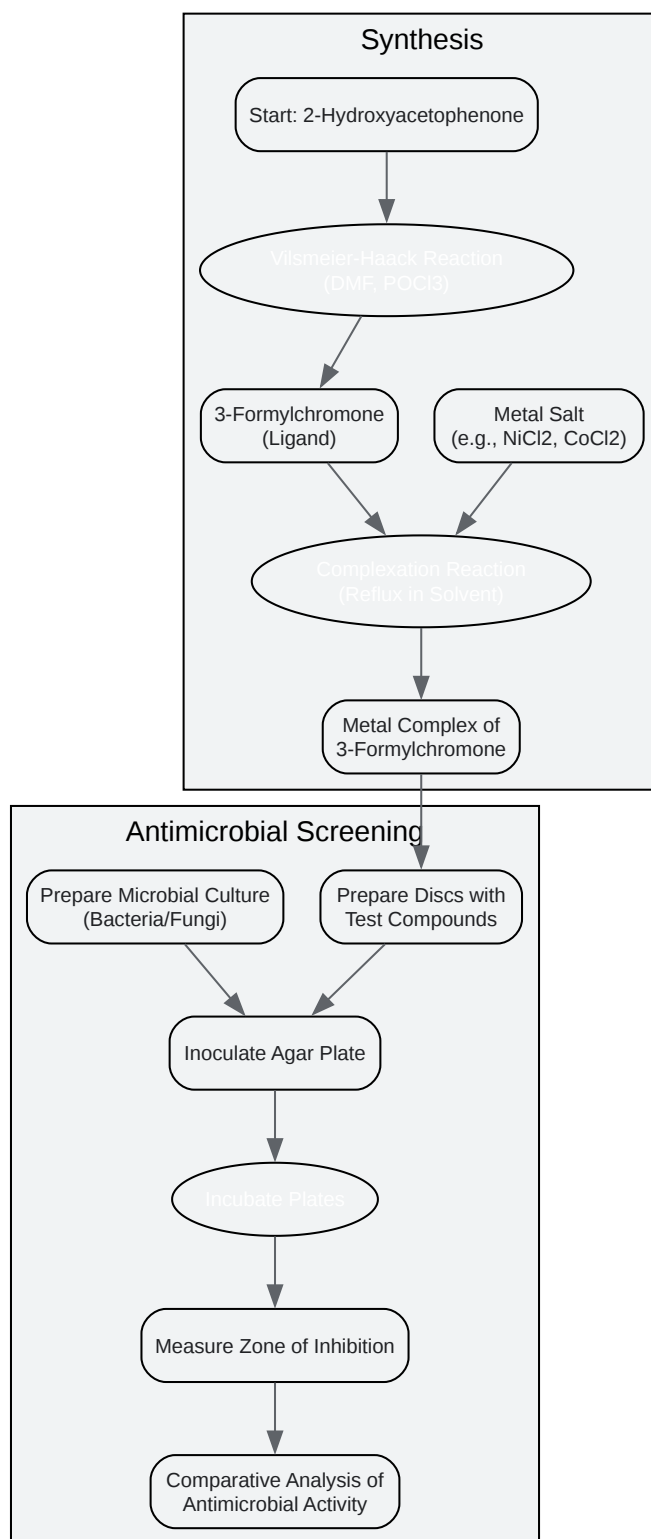 Synthesis
Start: 2-Hydroxyacetophenone
Vilsmeier-Haack Reaction
(DMF, POCl3)
3-Formylchromone
(Ligand)
Metal Salt
(e.g., NiCl2, CoCl2)
Complexation Reaction
(Reflux in Solvent)
Metal Complex of
3-Formylchromone
Antimicrobial Screening
Prepare Microbial Culture
(Bacteria/Fungi)
Prepare Discs with
Test Compounds
Inoculate Agar Plate
Incubate Plates
Measure Zone of Inhibition
Comparative Analysis of
Antimicrobial Activity